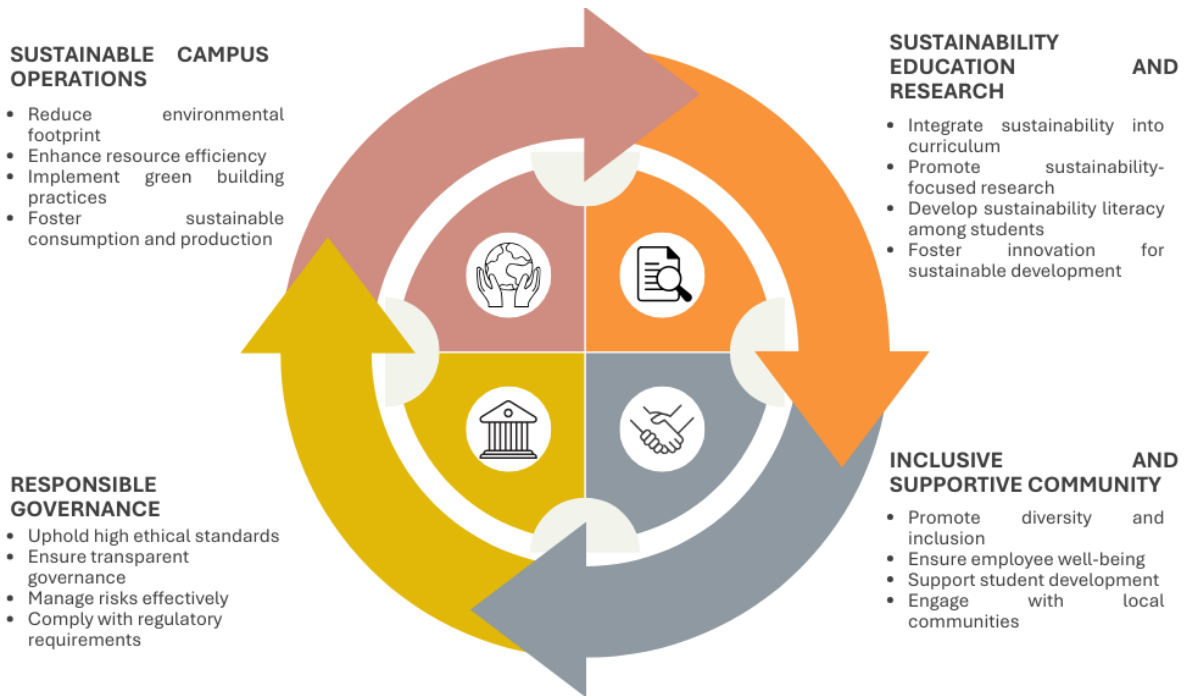 SUSTAINABLE CAMPUS
OPERATIONS
• Reduce environmental
footprint
• Enhance resource efficiency
• Implement green building
practices
• Foster sustainable
consumption and production
SUSTAINABILITY
EDUCATION AND
RESEARCH
• Integrate sustainability into
curriculum
• Promote sustainability-
focused research
• Develop sustainability literacy
among students
• Foster innovation for
sustainable development
RESPONSIBLE
GOVERNANCE
• Uphold high ethical standards
• Ensure transparent
governance
• Manage risks effectively
• Comply with regulatory
requirements
INCLUSIVE AND
SUPPORTIVE COMMUNITY
• Promote diversity and
inclusion
• Ensure employee well-being
• Support student development
• Engage with local
communities